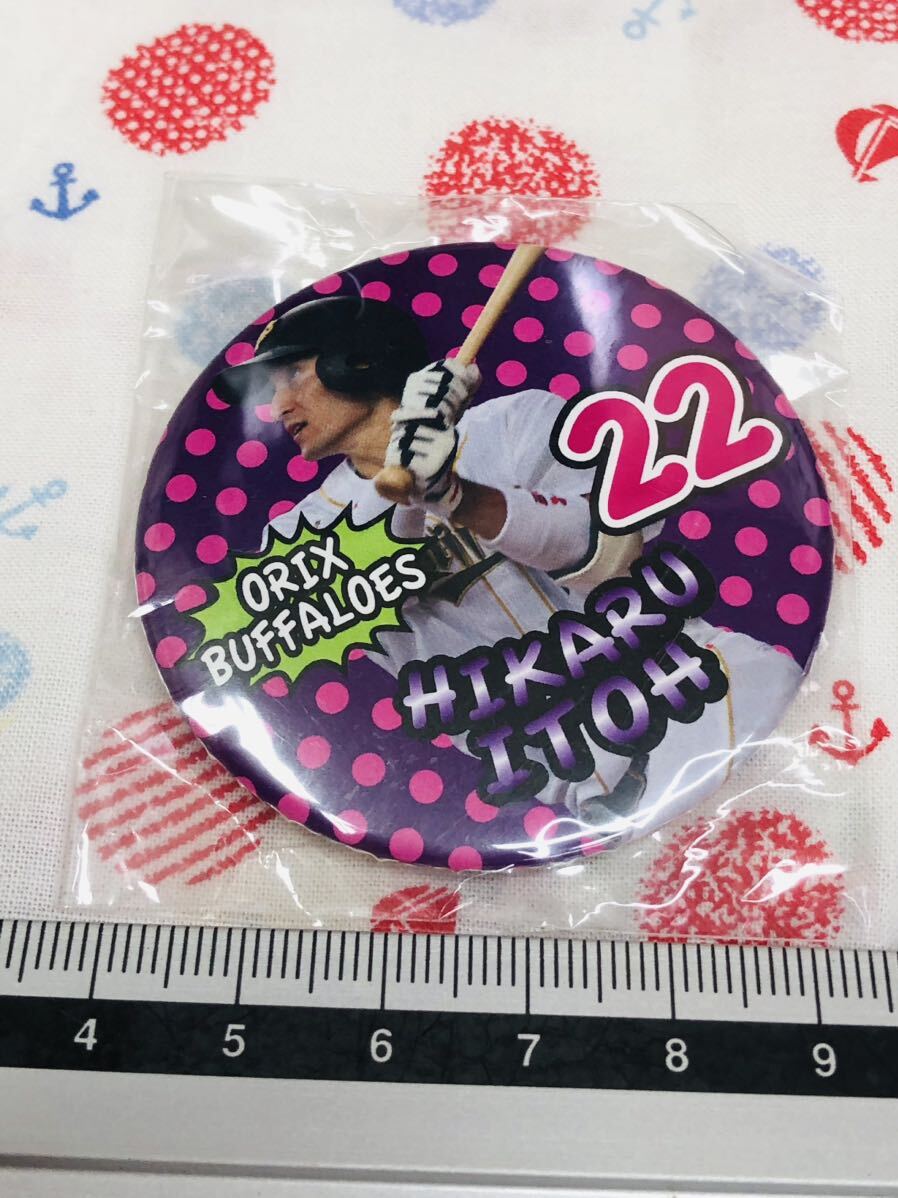 22
ORIX
BUFFALOES
HIKARU
ITOH
4 5 6 7 8 9